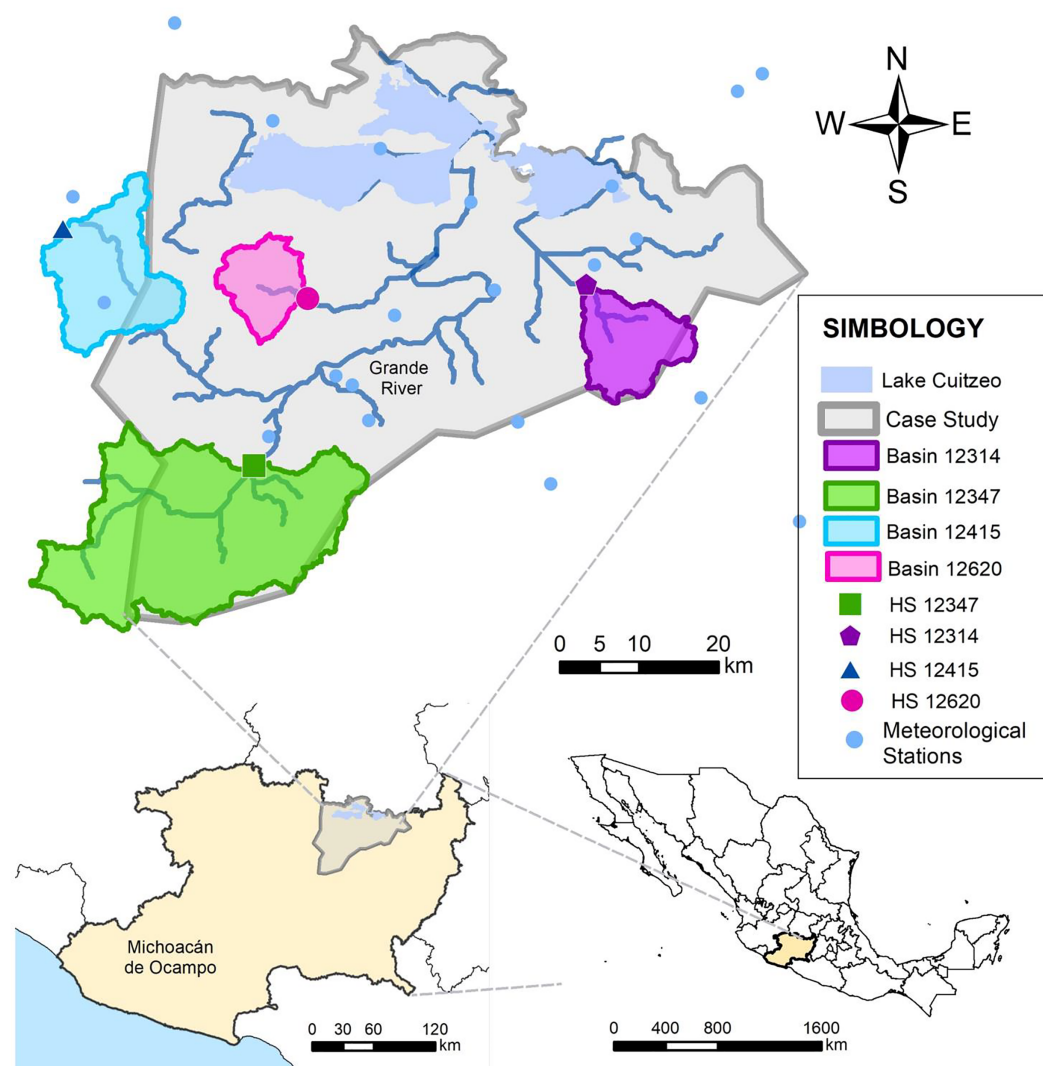 N
W E
S
Grande
River
SIMBOLOGY
Lake Cuitzeo
Case Study
Basin 12314
Basin 12347
Basin 12415
Basin 12620
HS 12347
HS 12314
HS 12415
HS 12620
Meteorological
Stations
0 5 10 20
km
Michoacán
de Ocampo
0 30 60 120
km
0 400 800 1600
km